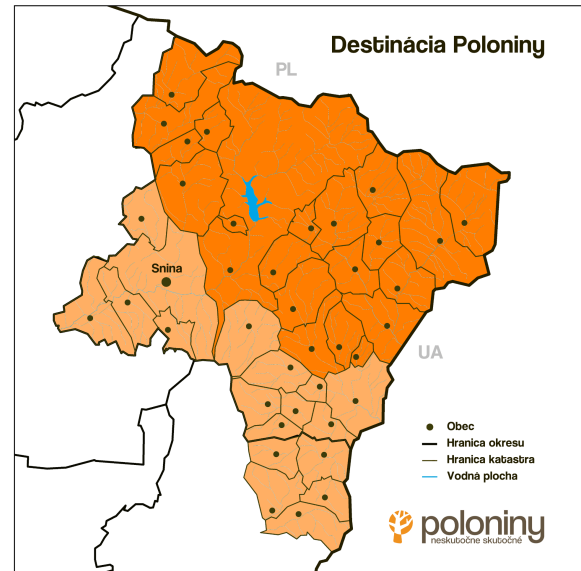 Destinácia Poloniny
PL
Snina
UA
Obec
Hranica okresu
Hranica katastra
Vodná plocha
poloniny
neskutočne skutočné